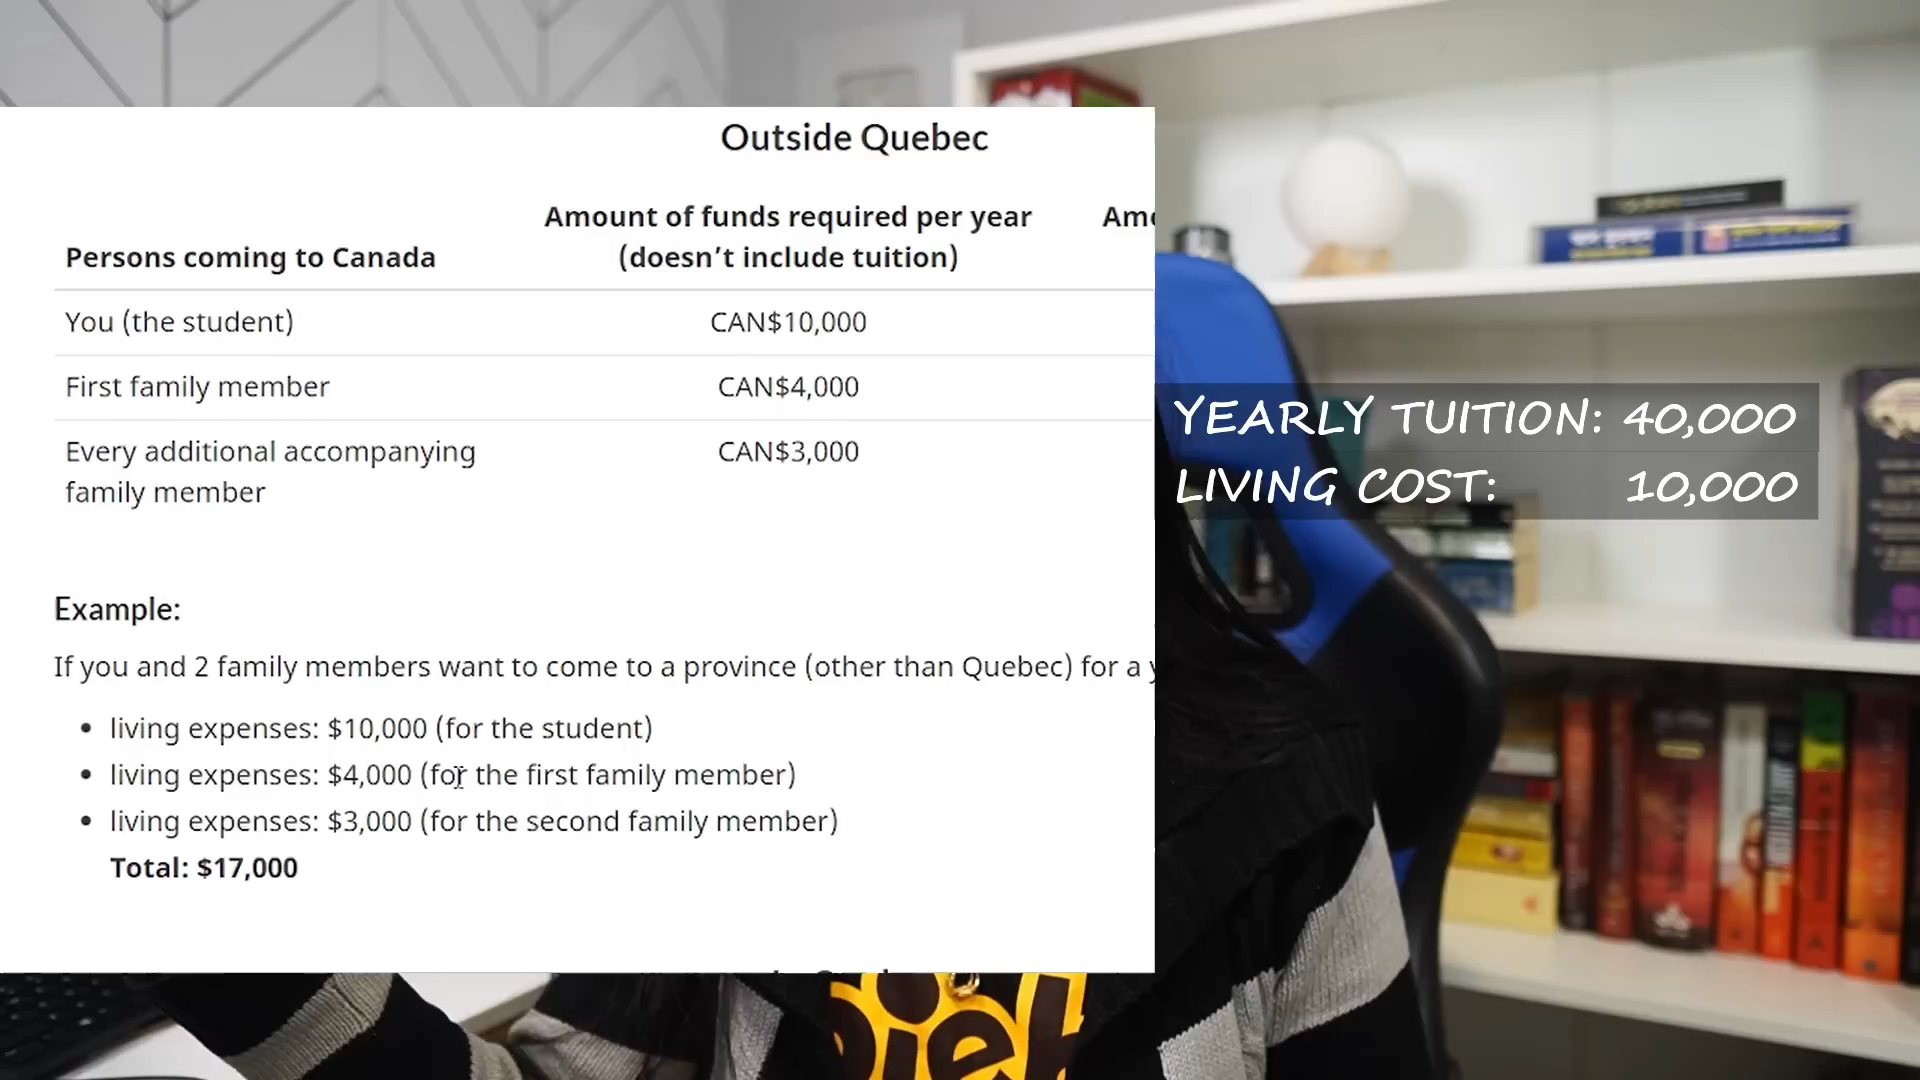 Outside Quebec
Amount of funds required per year
(doesn't include tuition)
Persons coming to Canada
You (the student) CAN$10,000
First family member CAN$4,000
Every additional accompanying CAN$3,000
family member
Example:
If you and 2 family members want to come to a province (other than Quebec) for a
• living expenses: $10,000 (for the student)
• living expenses: $4,000 (for the first family member)
• living expenses: $3,000 (for the second family member)
Total: $17,000
YEARLY TUITION: 40,000
LIVING COST: 10,000